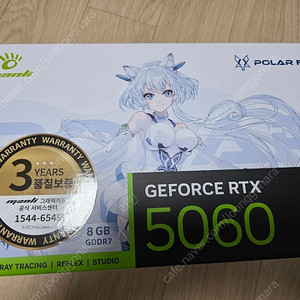 manli
POLAR F
WARRANTY WARRANTY WARRANTY
3 YEARS
품질보증
manli 그래픽카드
공식 서비스센터
1544-6545
8 GB
GDDR7
GEFORCE RTX
5060
RAY TRACING | REFLEX | STUDIO